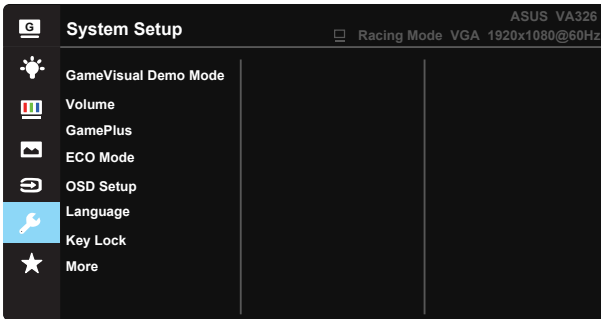 G
System Setup
ASUS VA326
Racing Mode VGA 1920x1080@60Hz
GameVisual Demo Mode
Volume
GamePlus
ECO Mode
OSD Setup
Language
Key Lock
More